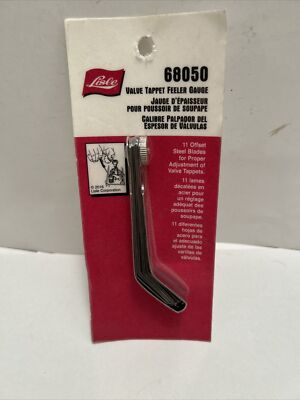 Lisle
68050
VALVE TAPPET FEELER GAUGE
JAUGE D'ÉPAISSEUR
POUR POUSSOIR DE SOUPAPE
CALIBRE PALPADOR DEL
ESPESOR DE VÁLVULAS
11 Offset
Steel Blades
for Proper
Adjustment of
Valve Tappets.
11 lames
décalées en
acier pour un
un réglage
adéquat des
poussoirs de
soupape.
11 diferentes
hojas de
acero para el
el adecuado
ajuste de las
varillas de
válvulas.
© 2016
Lisle Corporation